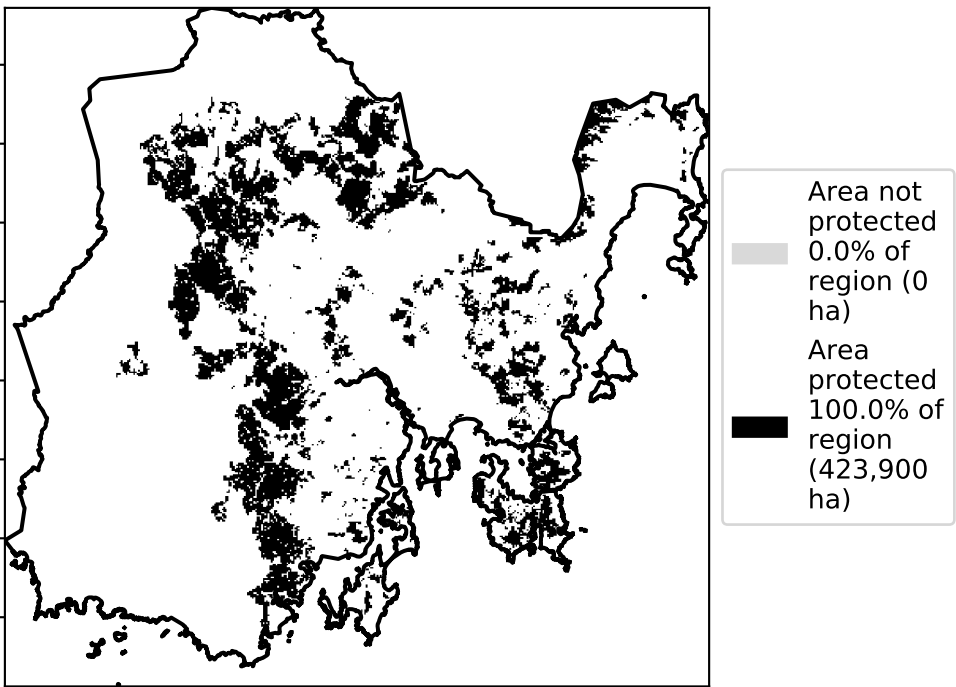 Area not
protected
0.0% of
region (0
ha)
Area
protected
100.0% of
region
(423,900
ha)